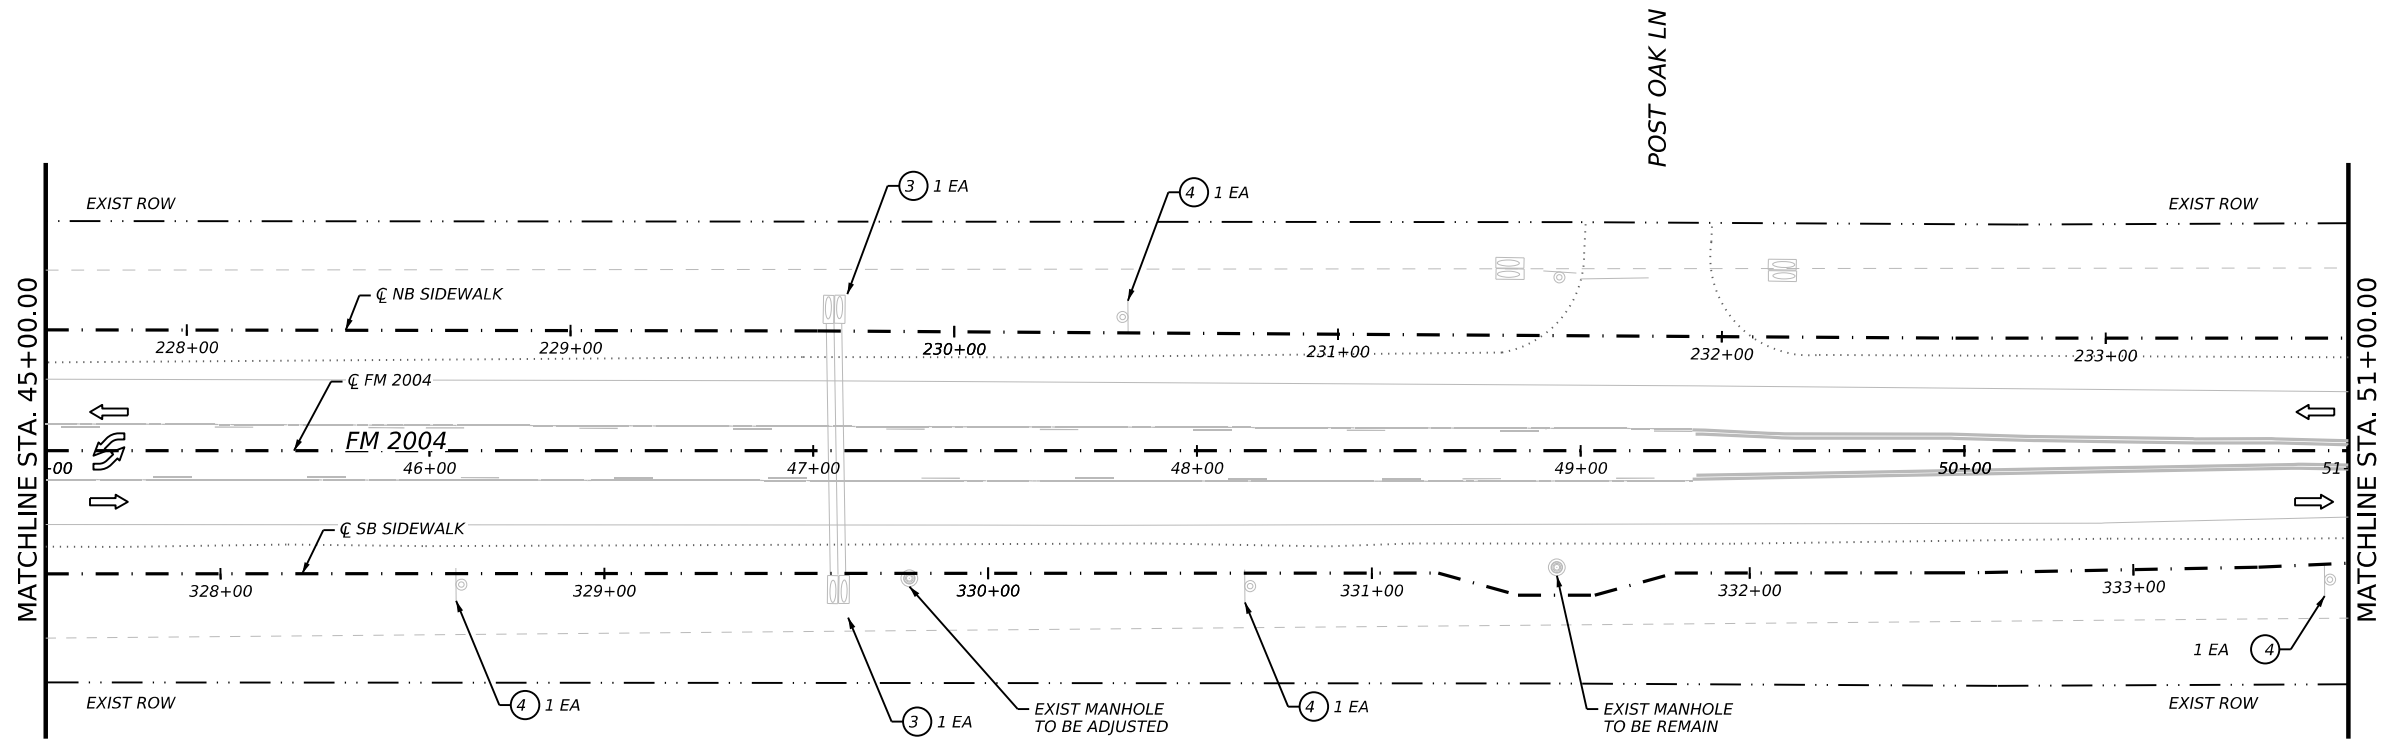 POST OAK LN
3 1 EA
4 1 EA
EXIST ROW
EXIST ROW
℄ NB SIDEWALK
228+00
229+00
230+00
231+00
232+00
233+00
℄ FM 2004
FM 2004
-00
46+00
47+00
48+00
49+00
50+00
51+
MATCHLINE STA. 45+00.00
MATCHLINE STA. 51+00.00
℄ SB SIDEWALK
328+00
329+00
330+00
331+00
332+00
333+00
1 EA 4
EXIST ROW
4 1 EA
3 1 EA
EXIST MANHOLE
TO BE ADJUSTED
4 1 EA
EXIST MANHOLE
TO BE REMAIN
EXIST ROW